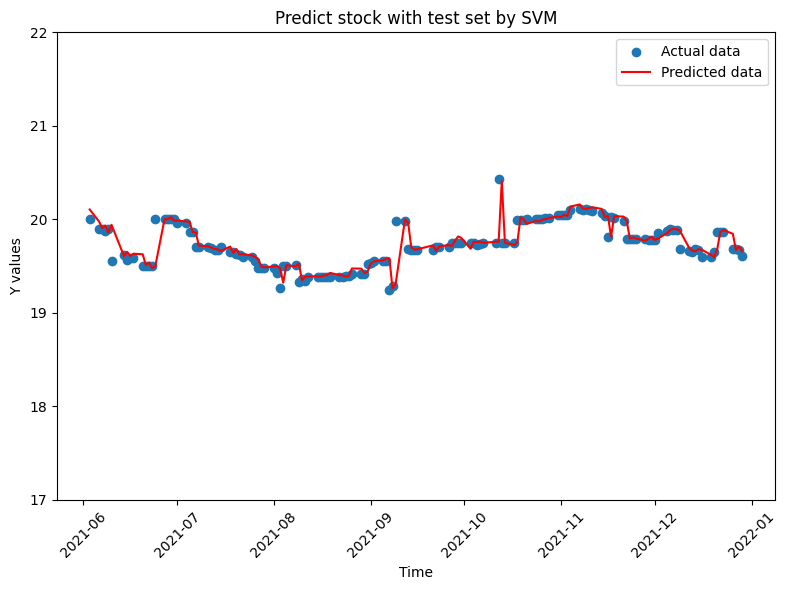 Predict stock with test set by SVM
Actual data
Predicted data
22
21
20
19
18
17
Y values
2021-06
2021-07
2021-08
2021-09
2021-10
2021-11
2021-12
2022-01
Time